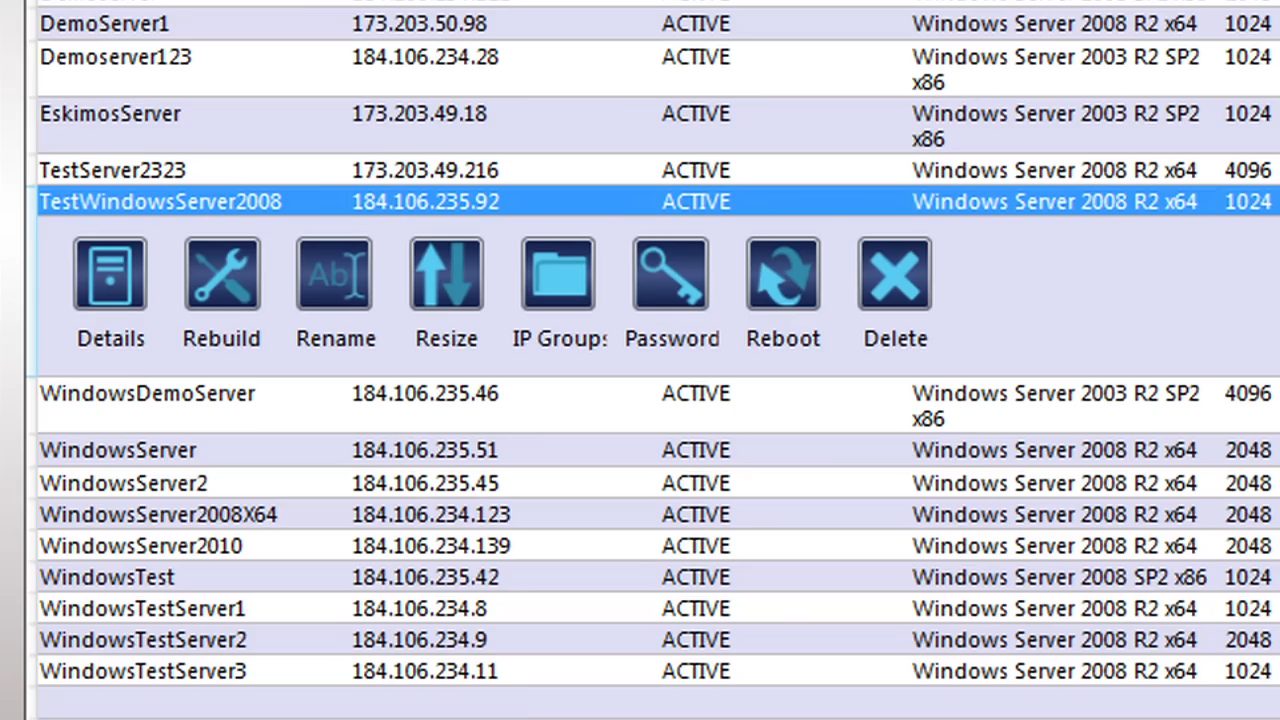 DemoServer1 173.203.50.98 ACTIVE Windows Server 2008 R2 x64 1024
Demoserver123 184.106.234.28 ACTIVE Windows Server 2003 R2 SP2 1024
x86
EskimosServer 173.203.49.18 ACTIVE Windows Server 2003 R2 SP2 1024
x86
TestServer2323 173.203.49.216 ACTIVE Windows Server 2008 R2 x64 4096
TestWindowsServer2008 184.106.235.92 ACTIVE Windows Server 2008 R2 x64 1024
Ab
Details Rebuild Rename Resize IP Groups Password Reboot Delete
WindowsDemoServer 184.106.235.46 ACTIVE Windows Server 2003 R2 SP2 4096
x86
WindowsServer 184.106.235.51 ACTIVE Windows Server 2008 R2 x64 2048
WindowsServer2 184.106.235.45 ACTIVE Windows Server 2008 R2 x64 2048
WindowsServer2008X64 184.106.234.123 ACTIVE Windows Server 2008 R2 x64 2048
WindowsServer2010 184.106.234.139 ACTIVE Windows Server 2008 R2 x64 2048
WindowsTest 184.106.235.42 ACTIVE Windows Server 2008 SP2 x86 1024
WindowsTestServer1 184.106.234.8 ACTIVE Windows Server 2008 R2 x64 1024
WindowsTestServer2 184.106.234.9 ACTIVE Windows Server 2008 R2 x64 2048
WindowsTestServer3 184.106.234.11 ACTIVE Windows Server 2008 R2 x64 1024